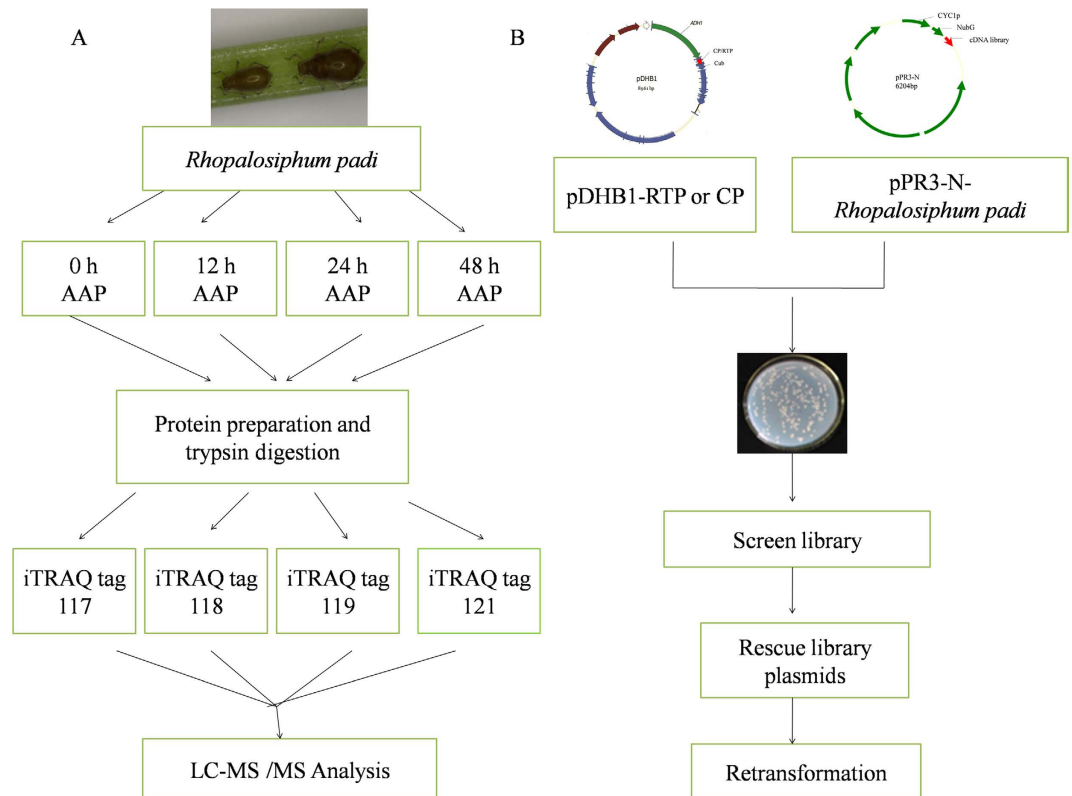 A
Rhopalosiphum padi
0 h
AAP
12 h
AAP
24 h
AAP
48 h
AAP
Protein preparation and
trypsin digestion
iTRAQ tag
117
iTRAQ tag
118
iTRAQ tag
119
iTRAQ tag
121
LC-MS /MS Analysis
B
ADH1
CP/RTP
Cub
pDHB1
bp
CYC1p
NubG
cDNA library
pPR3-N
6204bp
pDHB1-RTP or CP
pPR3-N-
Rhopalosiphum padi
Screen library
Rescue library
plasmids
Retransformation